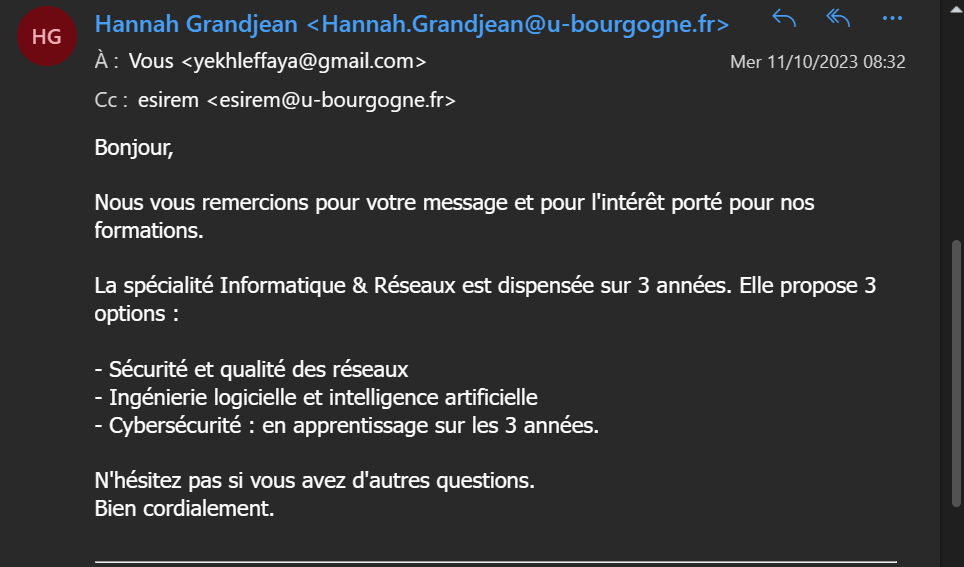 HG
Hannah Grandjean <Hannah.Grandjean@u-bourgogne.fr>
À : Vous <yekhleffaya@gmail.com>
Mer 11/10/2023 08:32
Cc : esirem <esirem@u-bourgogne.fr>
Bonjour,
Nous vous remercions pour votre message et pour l'intérêt porté pour nos
formations.
La spécialité Informatique & Réseaux est dispensée sur 3 années. Elle propose 3
options :
- Sécurité et qualité des réseaux
- Ingénierie logicielle et intelligence artificielle
- Cybersécurité : en apprentissage sur les 3 années.
N'hésitez pas si vous avez d'autres questions.
Bien cordialement.